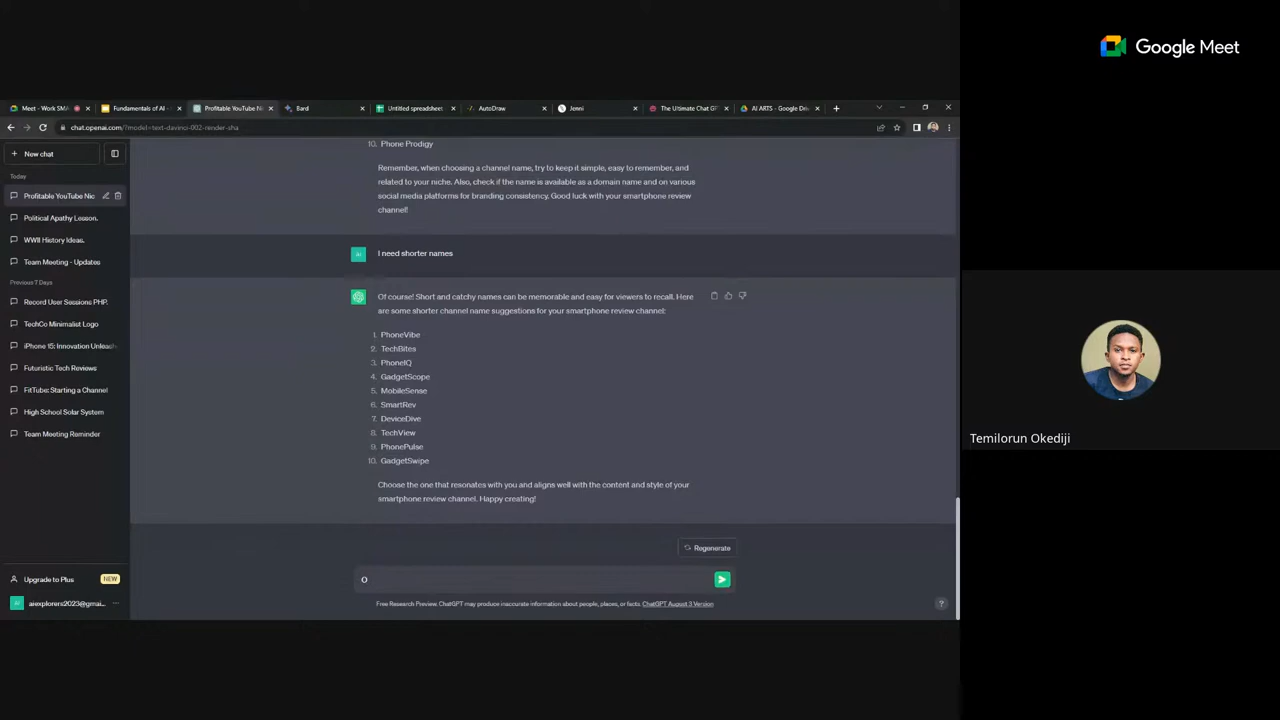 Google Meet
Meet - Work SMA
Fundamentals of AI
Profitable YouTube Ni
Bard
Untitled spreadsheet
AutoDraw
Jenni
The Ultimate Chat GP
AI ARTS - Google Dri
chat.openai.com/?model=text-davinci-002-render-sha
New chat
Today
Profitable YouTube Nic
Political Apathy Lesson.
WWII History Ideas.
Team Meeting - Updates
Previous 7 Days
Record User Sessions PHP.
TechCo Minimalist Logo
iPhone 15: Innovation Unleash
Futuristic Tech Reviews
FitTube: Starting a Channel
High School Solar System
Team Meeting Reminder
Upgrade to Plus NEW
aiexplorers2023@gmai...
10. Phone Prodigy
Remember, when choosing a channel name, try to keep it simple, easy to remember, and
related to your niche. Also, check if the name is available as a domain name and on various
social media platforms for branding consistency. Good luck with your smartphone review
channel!
I need shorter names
Of course! Short and catchy names can be memorable and easy for viewers to recall. Here
are some shorter channel name suggestions for your smartphone review channel:
1. PhoneVibe
2. TechBites
3. PhoneIQ
4. GadgetScope
5. MobileSense
6. SmartRev
7. DeviceDive
8. TechView
9. PhonePulse
10. GadgetSwipe
Choose the one that resonates with you and aligns well with the content and style of your
smartphone review channel. Happy creating!
Regenerate
O
Free Research Preview. ChatGPT may produce inaccurate information about people, places, or facts. ChatGPT August 3 Version
?
Temilorun Okediji